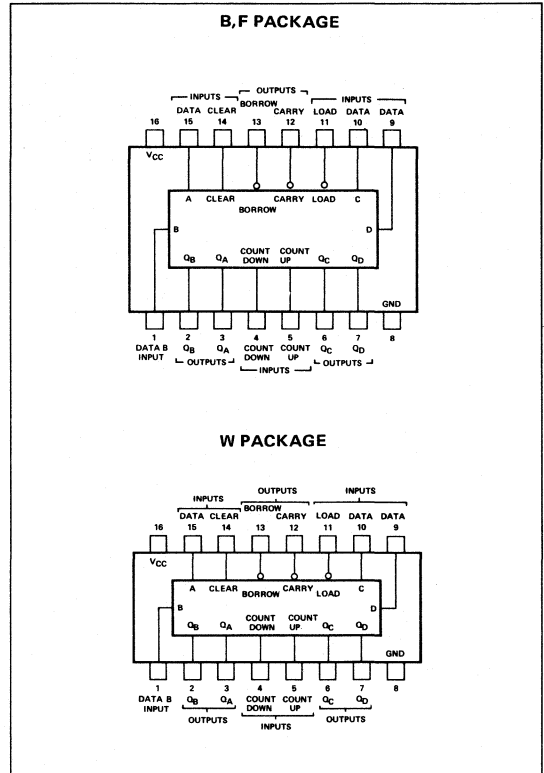 B,F PACKAGE
INPUTS OUTPUTS INPUTS
DATA CLEAR BORROW CARRY LOAD DATA DATA
16 15 14 13 12 11 10 9
VCC
A CLEAR BORROW CARRY LOAD C
B D
QB QA COUNT DOWN COUNT UP QC QD
GND
1 2 3 4 5 6 7 8
DATA B INPUT QB QA COUNT DOWN COUNT UP QC QD
OUTPUTS INPUTS OUTPUTS
W PACKAGE
INPUTS OUTPUTS INPUTS
DATA CLEAR BORROW CARRY LOAD DATA DATA
16 15 14 13 12 11 10 9
VCC
A CLEAR BORROW CARRY LOAD C
B D
QB QA COUNT DOWN COUNT UP QC QD
GND
1 2 3 4 5 6 7 8
DATA B INPUT QB QA COUNT DOWN COUNT UP QC QD
OUTPUTS INPUTS OUTPUTS